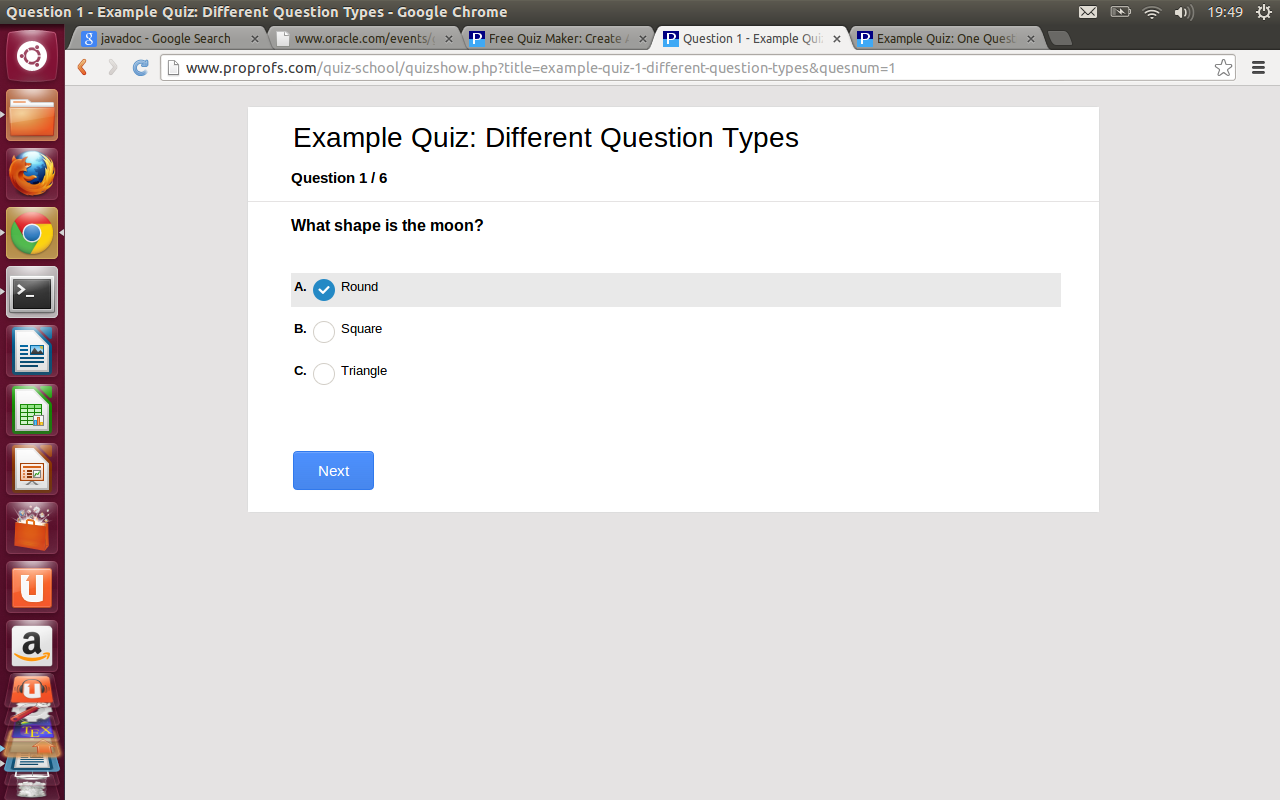 Question 1 - Example Quiz: Different Question Types - Google Chrome
19:49
javadoc - Google Search
www.oracle.com/events/
Free Quiz Maker: Create
Question 1 - Example Qui
Example Quiz: One Quest
www.proprofs.com/quiz-school/quizshow.php?title=example-quiz-1-different-question-types&quesnum=1
Example Quiz: Different Question Types
Question 1 / 6
What shape is the moon?
A. Round
B. Square
C. Triangle
Next